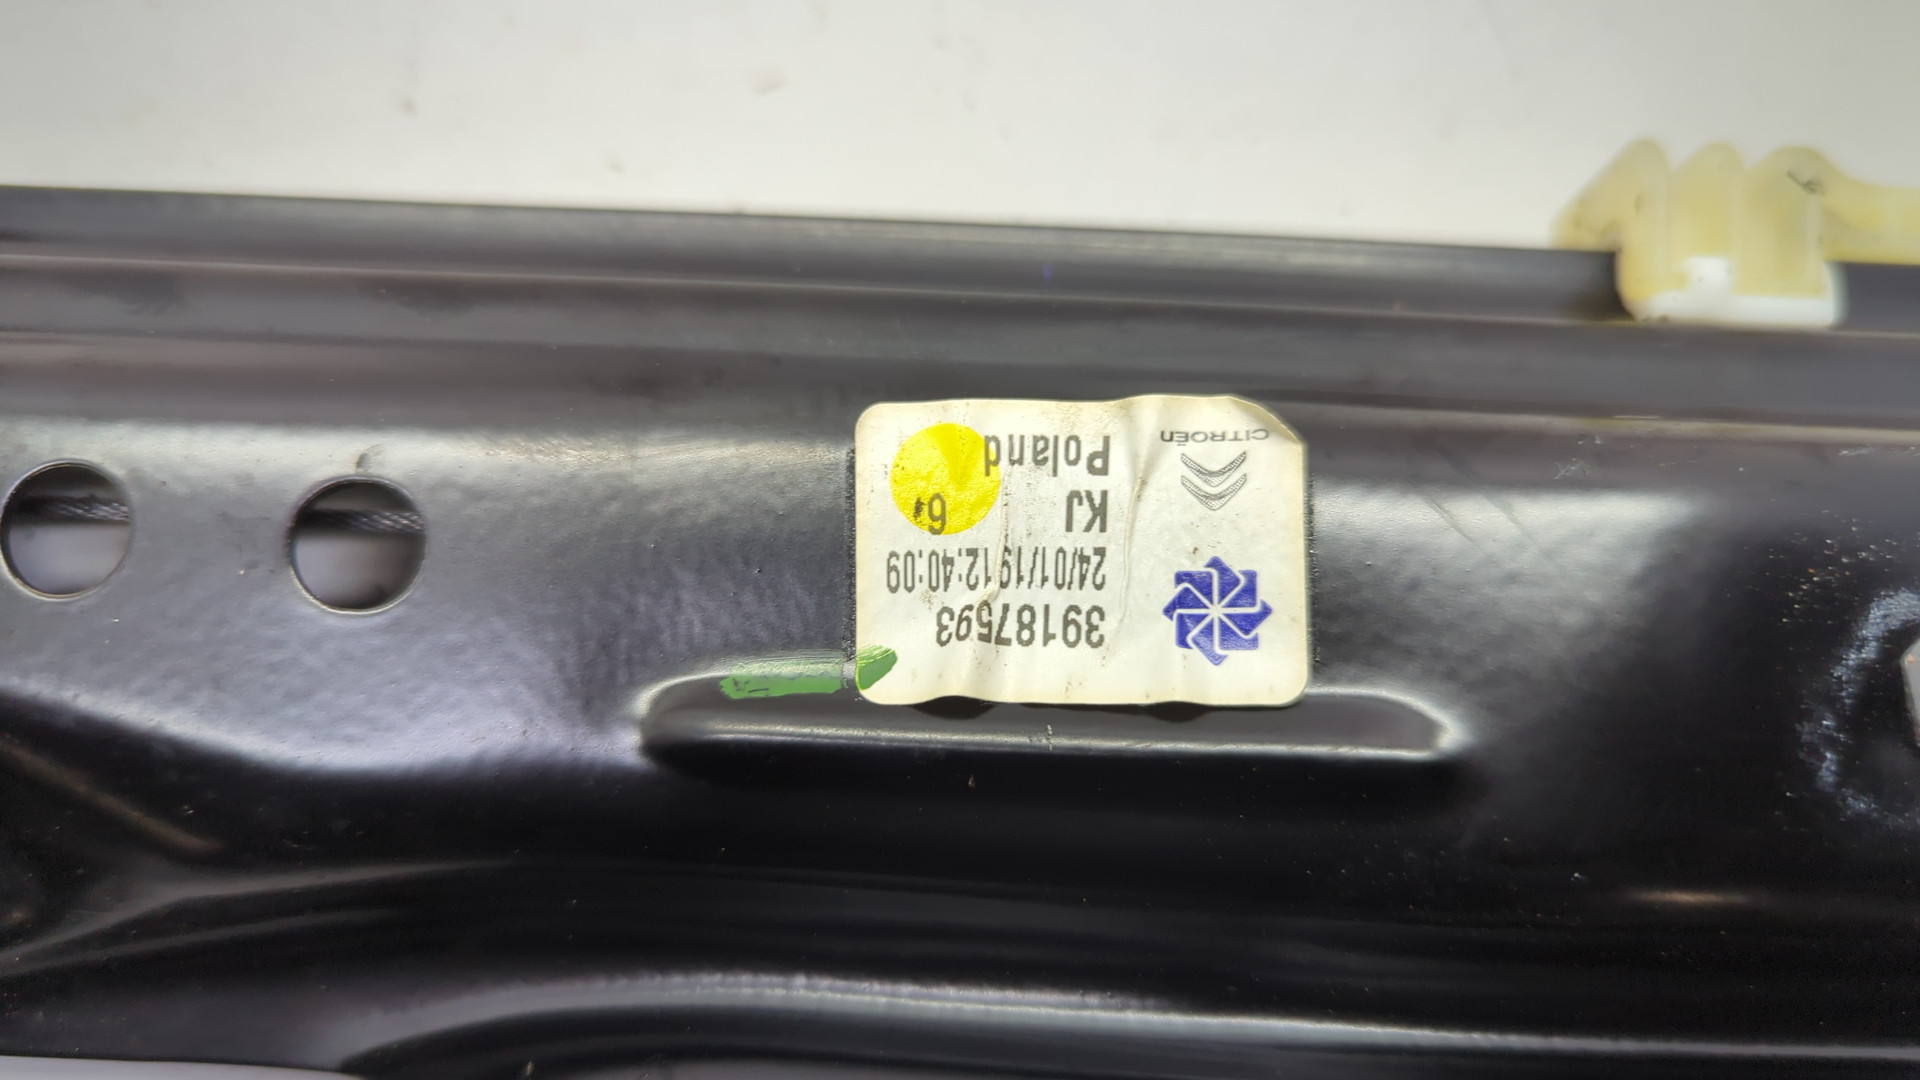 39187593
24/01/19 12:40:09
KJ 6
Poland
CITROËN